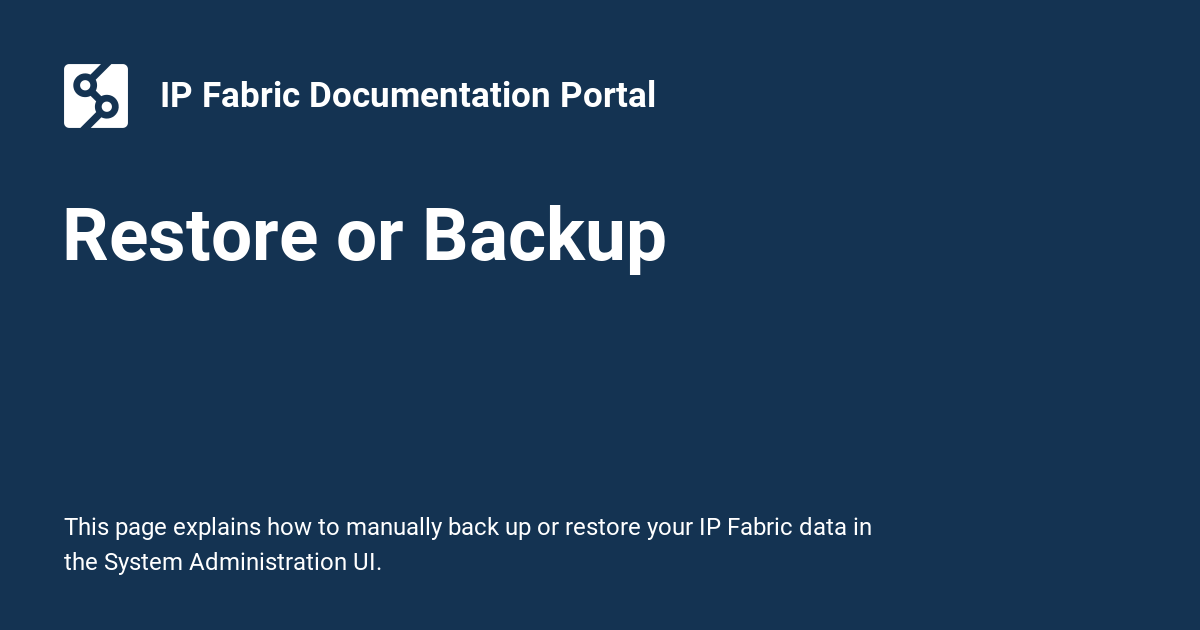 IP Fabric Documentation Portal
Restore or Backup
This page explains how to manually back up or restore your IP Fabric data in
the System Administration UI.